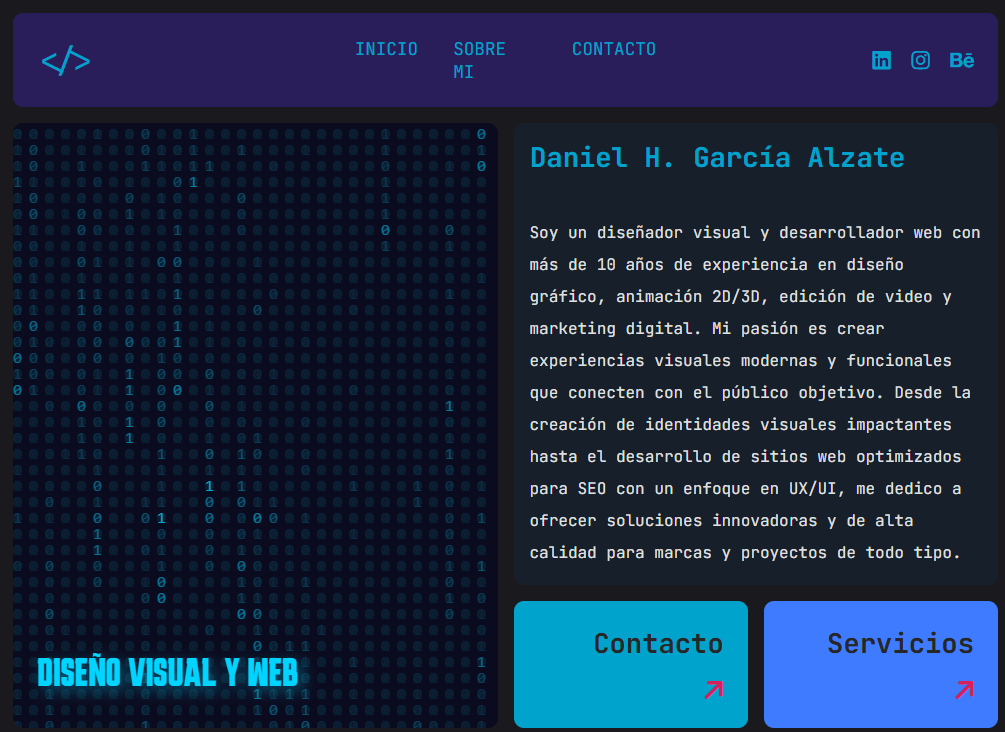 </>
INICIO
SOBRE
MI
CONTACTO
in
Bē
Daniel H. García Alzate
Soy un diseñador visual y desarrollador web con
más de 10 años de experiencia en diseño
gráfico, animación 2D/3D, edición de video y
marketing digital. Mi pasión es crear
experiencias visuales modernas y funcionales
que conecten con el público objetivo. Desde la
creación de identidades visuales impactantes
hasta el desarrollo de sitios web optimizados
para SEO con un enfoque en UX/UI, me dedico a
ofrecer soluciones innovadoras y de alta
calidad para marcas y proyectos de todo tipo.
DISEÑO VISUAL Y WEB
Contacto
Servicios